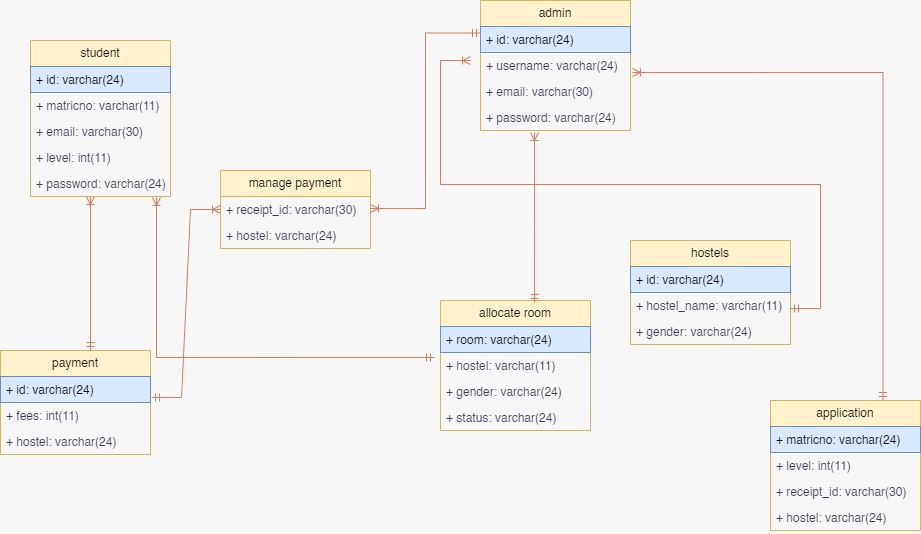 admin
+ id: varchar(24)
+ username: varchar(24)
+ email: varchar(30)
+ password: varchar(24)
student
+ id: varchar(24)
+ matricno: varchar(11)
+ email: varchar(30)
+ level: int(11)
+ password: varchar(24)
manage payment
+ receipt_id: varchar(30)
+ hostel: varchar(24)
hostels
+ id: varchar(24)
+ hostel_name: varchar(11)
+ gender: varchar(24)
allocate room
+ room: varchar(24)
+ hostel: varchar(11)
+ gender: varchar(24)
+ status: varchar(24)
payment
+ id: varchar(24)
+ fees: int(11)
+ hostel: varchar(24)
application
+ matricno: varchar(24)
+ level: int(11)
+ receipt_id: varchar(30)
+ hostel: varchar(24)